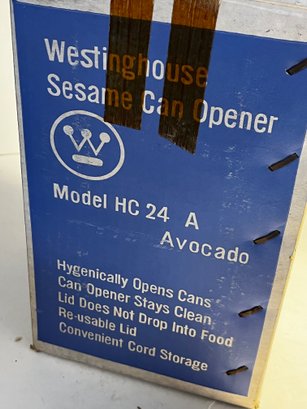 Westinghouse
Sesame Can Opener
Model HC 24 A
Avocado
Hygenically Opens Cans
Can Opener Stays Clean
Lid Does Not Drop Into Food
Re-usable Lid
Convenient Cord Storage